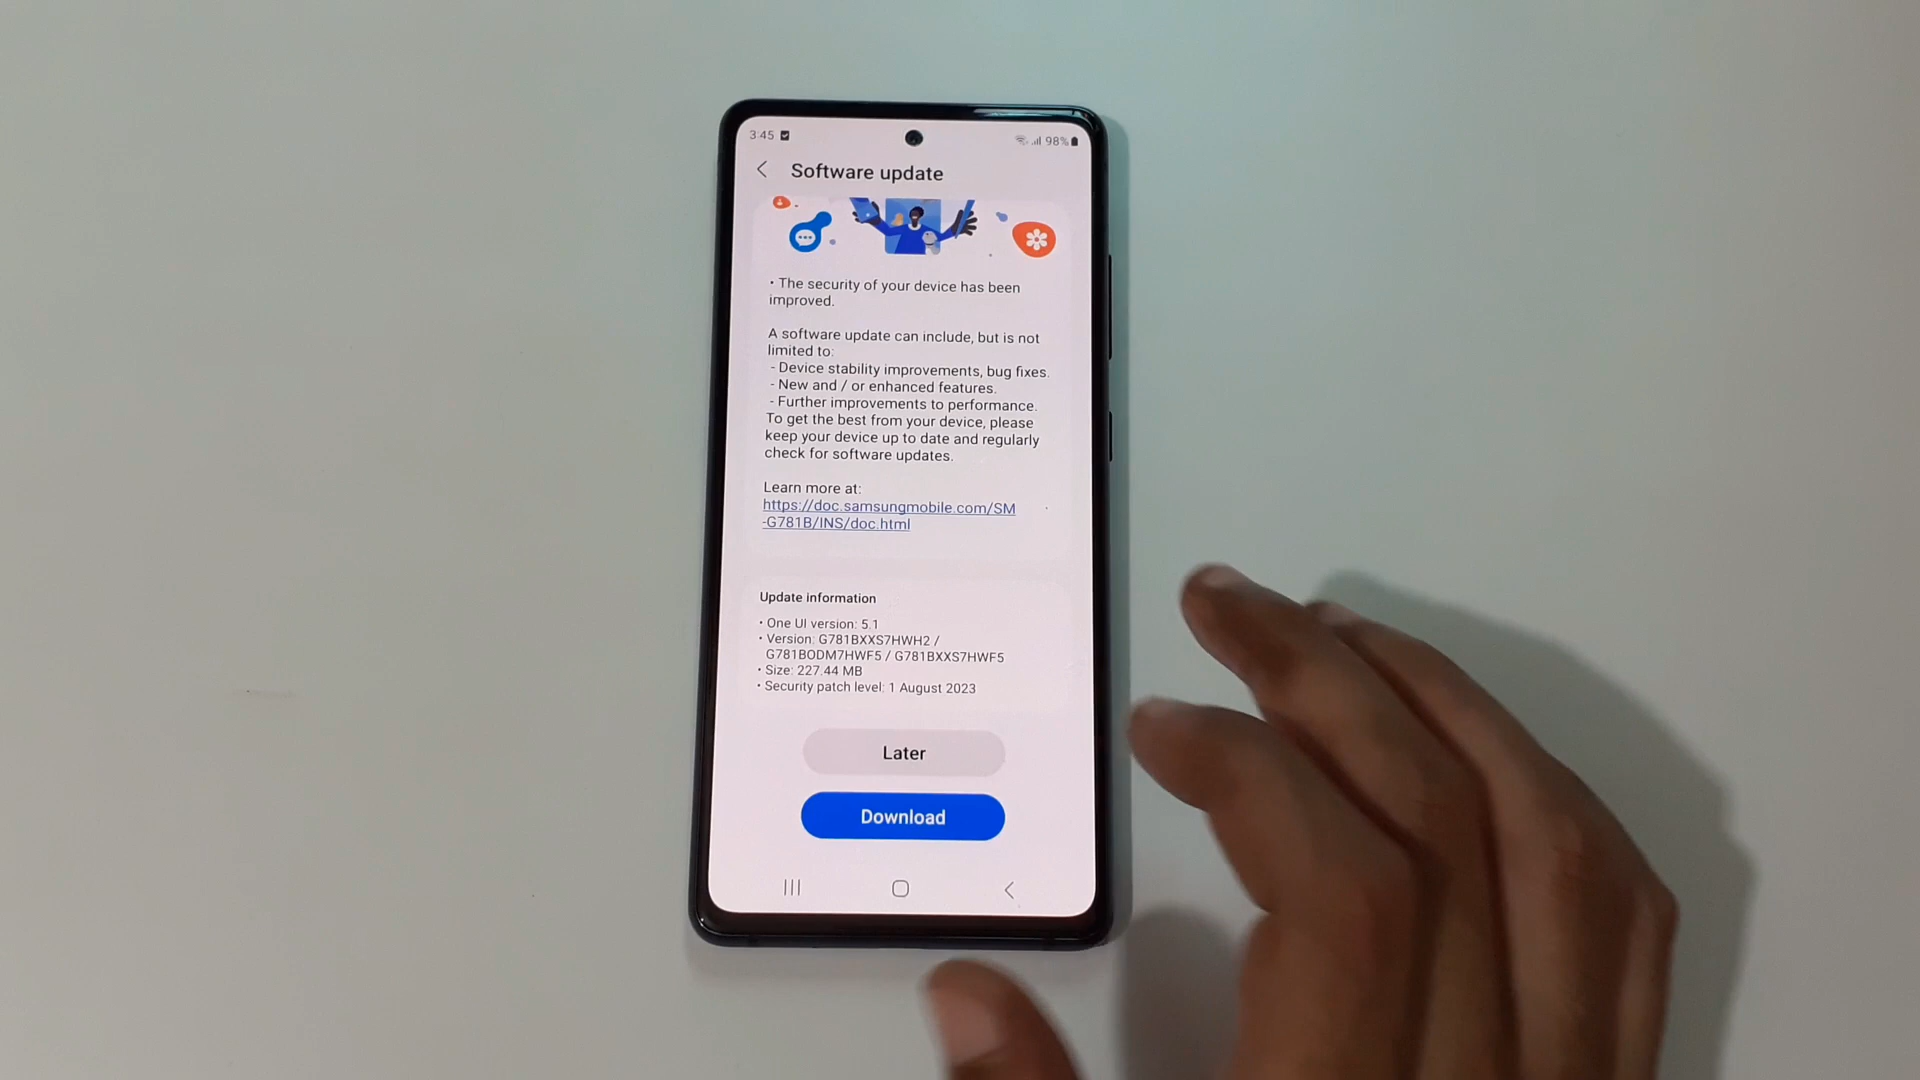 3:45
98%
Software update
• The security of your device has been
improved.
A software update can include, but is not
limited to:
- Device stability improvements, bug fixes.
- New and / or enhanced features.
- Further improvements to performance.
To get the best from your device, please
keep your device up to date and regularly
check for software updates.
Learn more at:
https://doc.samsungmobile.com/SM
-G781B/INS/doc.html
Update information
• One UI version: 5.1
• Version: G781BXXS7HWH2 /
G781BODM7HWF5 / G781BXXS7HWF5
• Size: 227.44 MB
• Security patch level: 1 August 2023
Later
Download